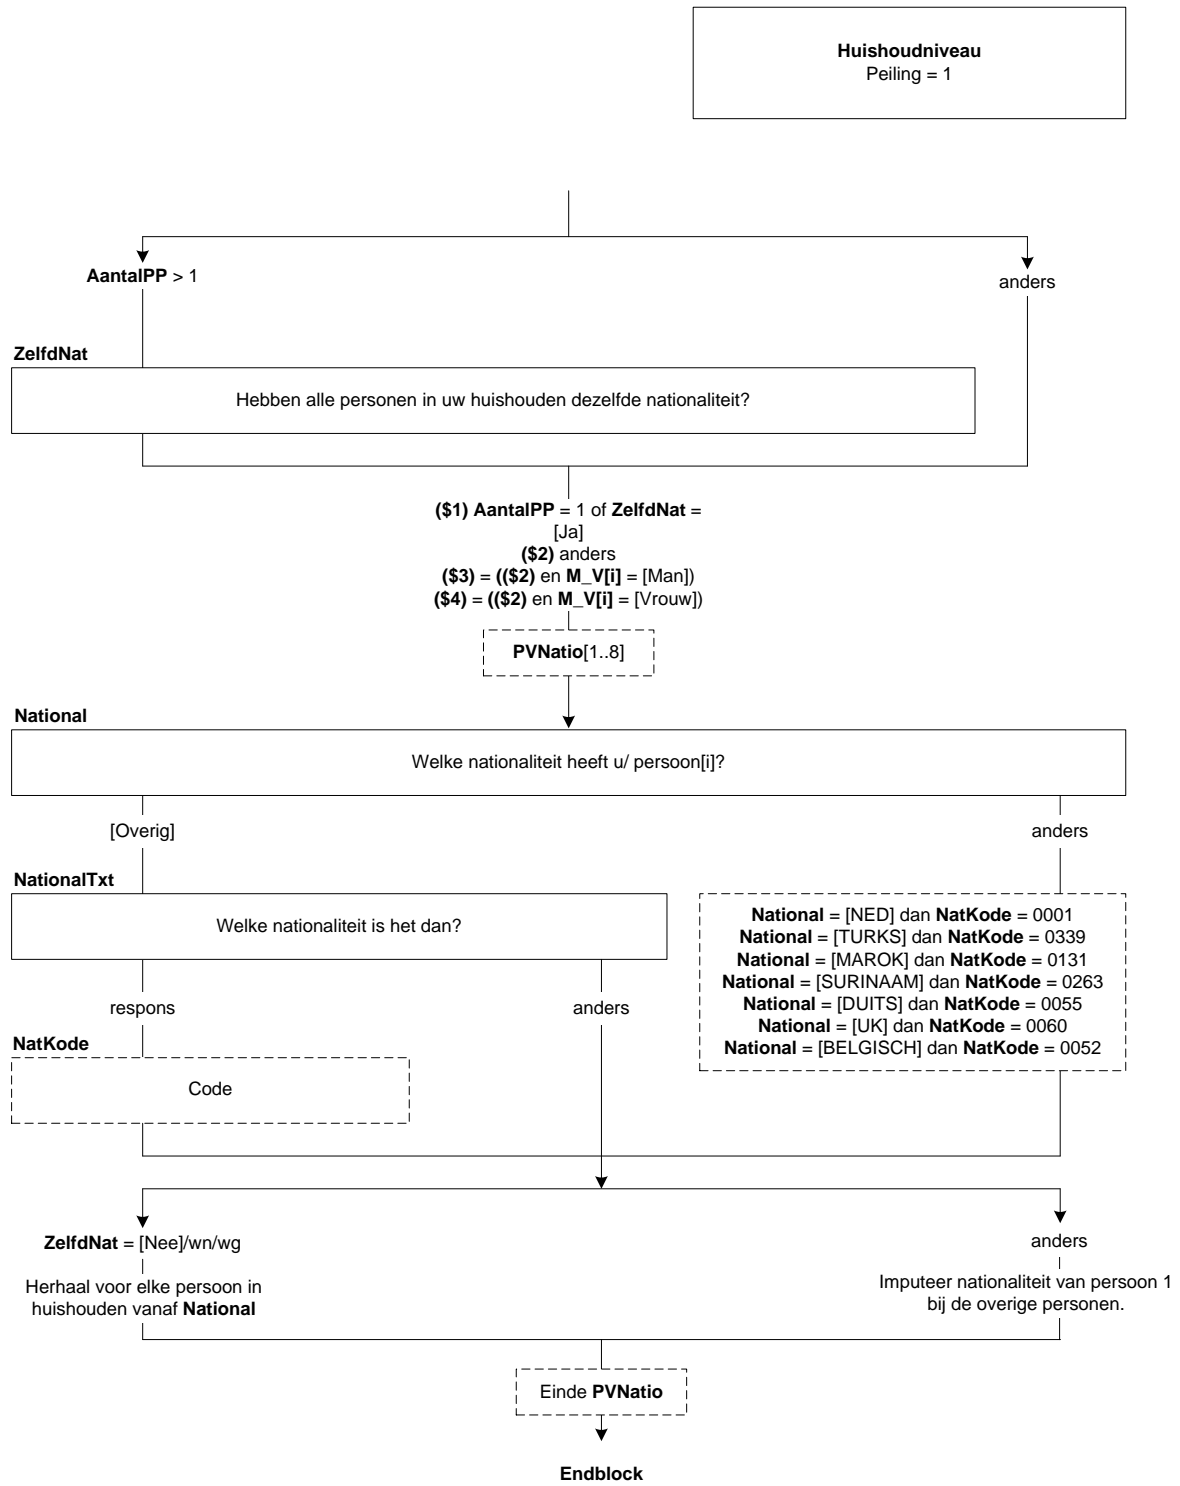 Huishoudniveau
Peiling = 1
AantalPP > 1
anders
ZelfdNat
Hebben alle personen in uw huishouden dezelfde nationaliteit?
($1) AantalPP = 1 of ZelfdNat =
[Ja]
($2) anders
($3) = (($2) en M_V[i] = [Man])
($4) = (($2) en M_V[i] = [Vrouw])
PVNatio[1..8]
National
Welke nationaliteit heeft u/ persoon[i]?
[Overig]
anders
NationalTxt
Welke nationaliteit is het dan?
National = [NED] dan NatKode = 0001
National = [TURKS] dan NatKode = 0339
National = [MAROK] dan NatKode = 0131
National = [SURINAAM] dan NatKode = 0263
National = [DUITS] dan NatKode = 0055
National = [UK] dan NatKode = 0060
National = [BELGISCH] dan NatKode = 0052
respons
anders
NatKode
Code
ZelfdNat = [Nee]/wn/wg
anders
Herhaal voor elke persoon in
huishouden vanaf National
Imputeer nationaliteit van persoon 1
bij de overige personen.
Einde PVNatio
Endblock